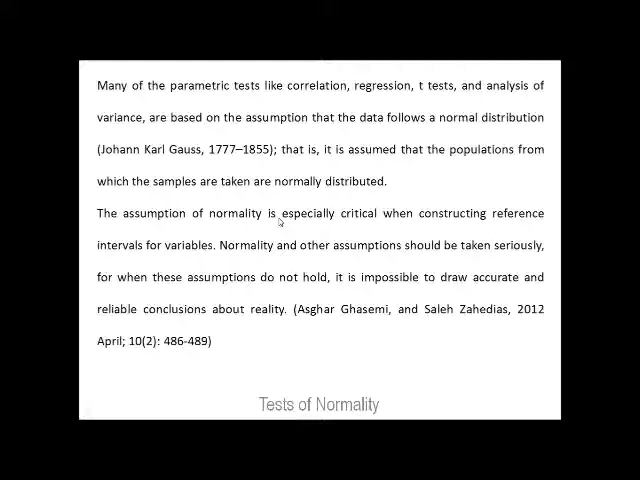 Many of the parametric tests like correlation, regression, t tests, and analysis of
variance, are based on the assumption that the data follows a normal distribution
(Johann Karl Gauss, 1777–1855); that is, it is assumed that the populations from
which the samples are taken are normally distributed.
The assumption of normality is especially critical when constructing reference
intervals for variables. Normality and other assumptions should be taken seriously,
for when these assumptions do not hold, it is impossible to draw accurate and
reliable conclusions about reality. (Asghar Ghasemi, and Saleh Zahedias, 2012
April; 10(2): 486-489)
Tests of Normality